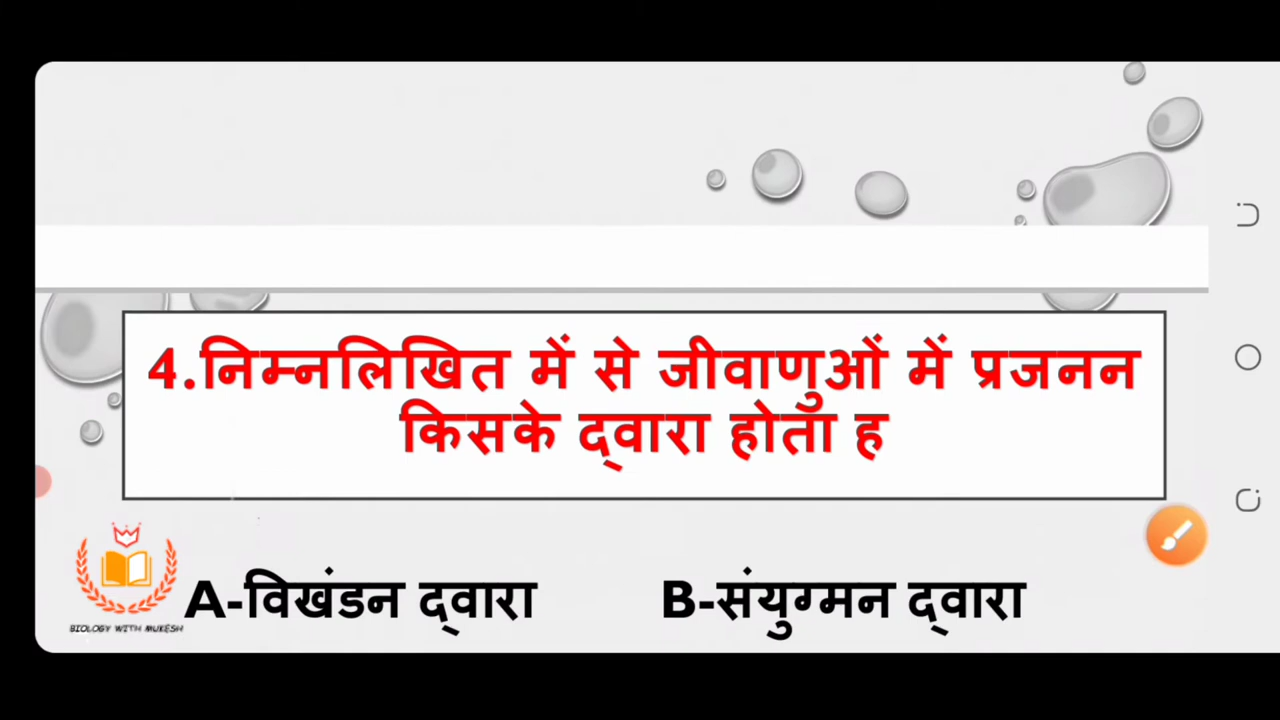 4.निम्नलिखित में से जीवाणुओं में प्रजनन
किसके द्वारा होता ह
A-विखंडन द्वारा B-संयुग्मन द्वारा
BIOLOGY WITH MUKESH